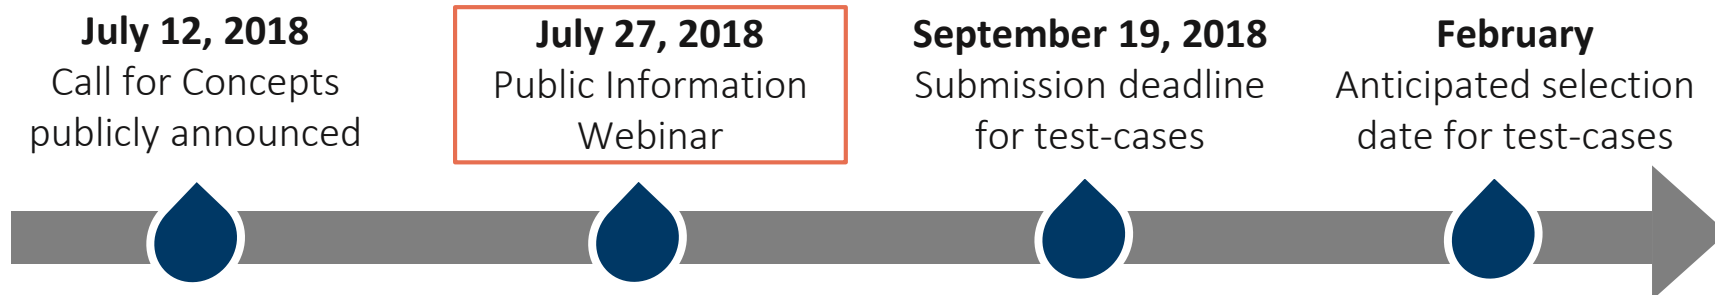 July 12, 2018
Call for Concepts
publicly announced
July 27, 2018
Public Information
Webinar
September 19, 2018
Submission deadline
for test-cases
February
Anticipated selection
date for test-cases